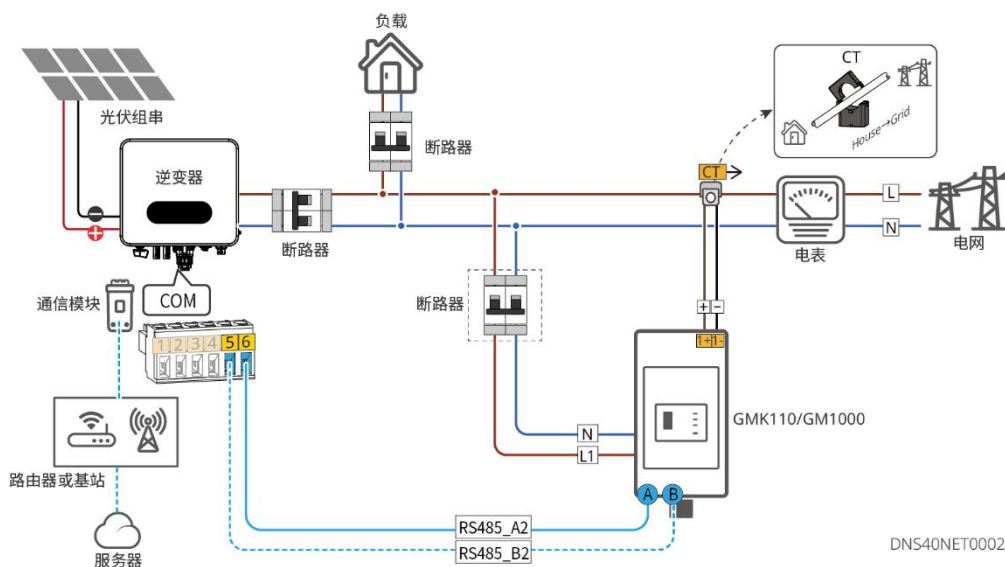 负载
CT
House→Grid
光伏组串
断路器
逆变器
CT
L
断路器
N
电表
电网
通信模块
COM
断路器
+ -
1 2 3 4 5 6
1+ 1-
GMK110/GM1000
N
L1
路由器或基站
A B
RS485_A2
RS485_B2
服务器
DNS40NET0002